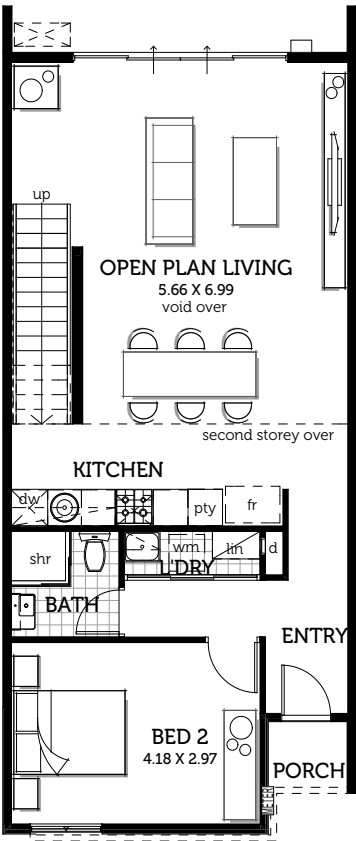 up
OPEN PLAN LIVING
5.66 X 6.99
void over
second storey over
KITCHEN
dw
pty
fr
shr
wm
lin
d
L'DRY
BATH
ENTRY
BED 2
4.18 X 2.97
PORCH
METER